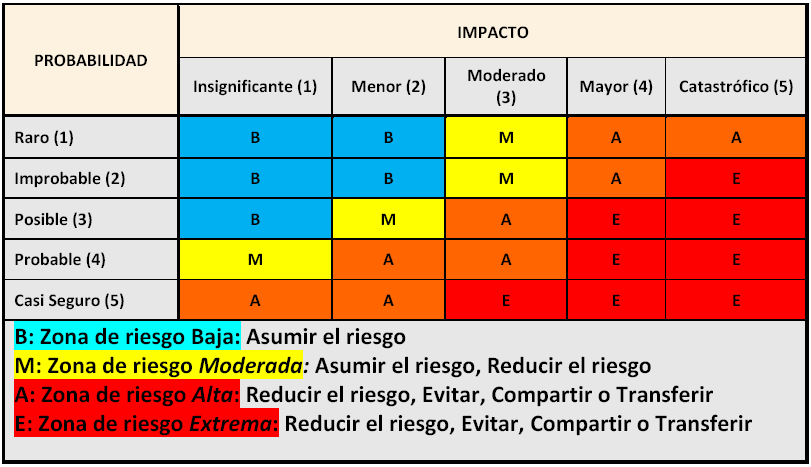 PROBABILIDAD
IMPACTO
Insignificante (1) Menor (2) Moderado (3) Mayor (4) Catastrófico (5)
Raro (1) B B M A A
Improbable (2) B B M A E
Posible (3) B M A E E
Probable (4) M A A E E
Casi Seguro (5) A A E E E
B: Zona de riesgo Baja: Asumir el riesgo
M: Zona de riesgo Moderada: Asumir el riesgo, Reducir el riesgo
A: Zona de riesgo Alta: Reducir el riesgo, Evitar, Compartir o Transferir
E: Zona de riesgo Extrema: Reducir el riesgo, Evitar, Compartir o Transferir